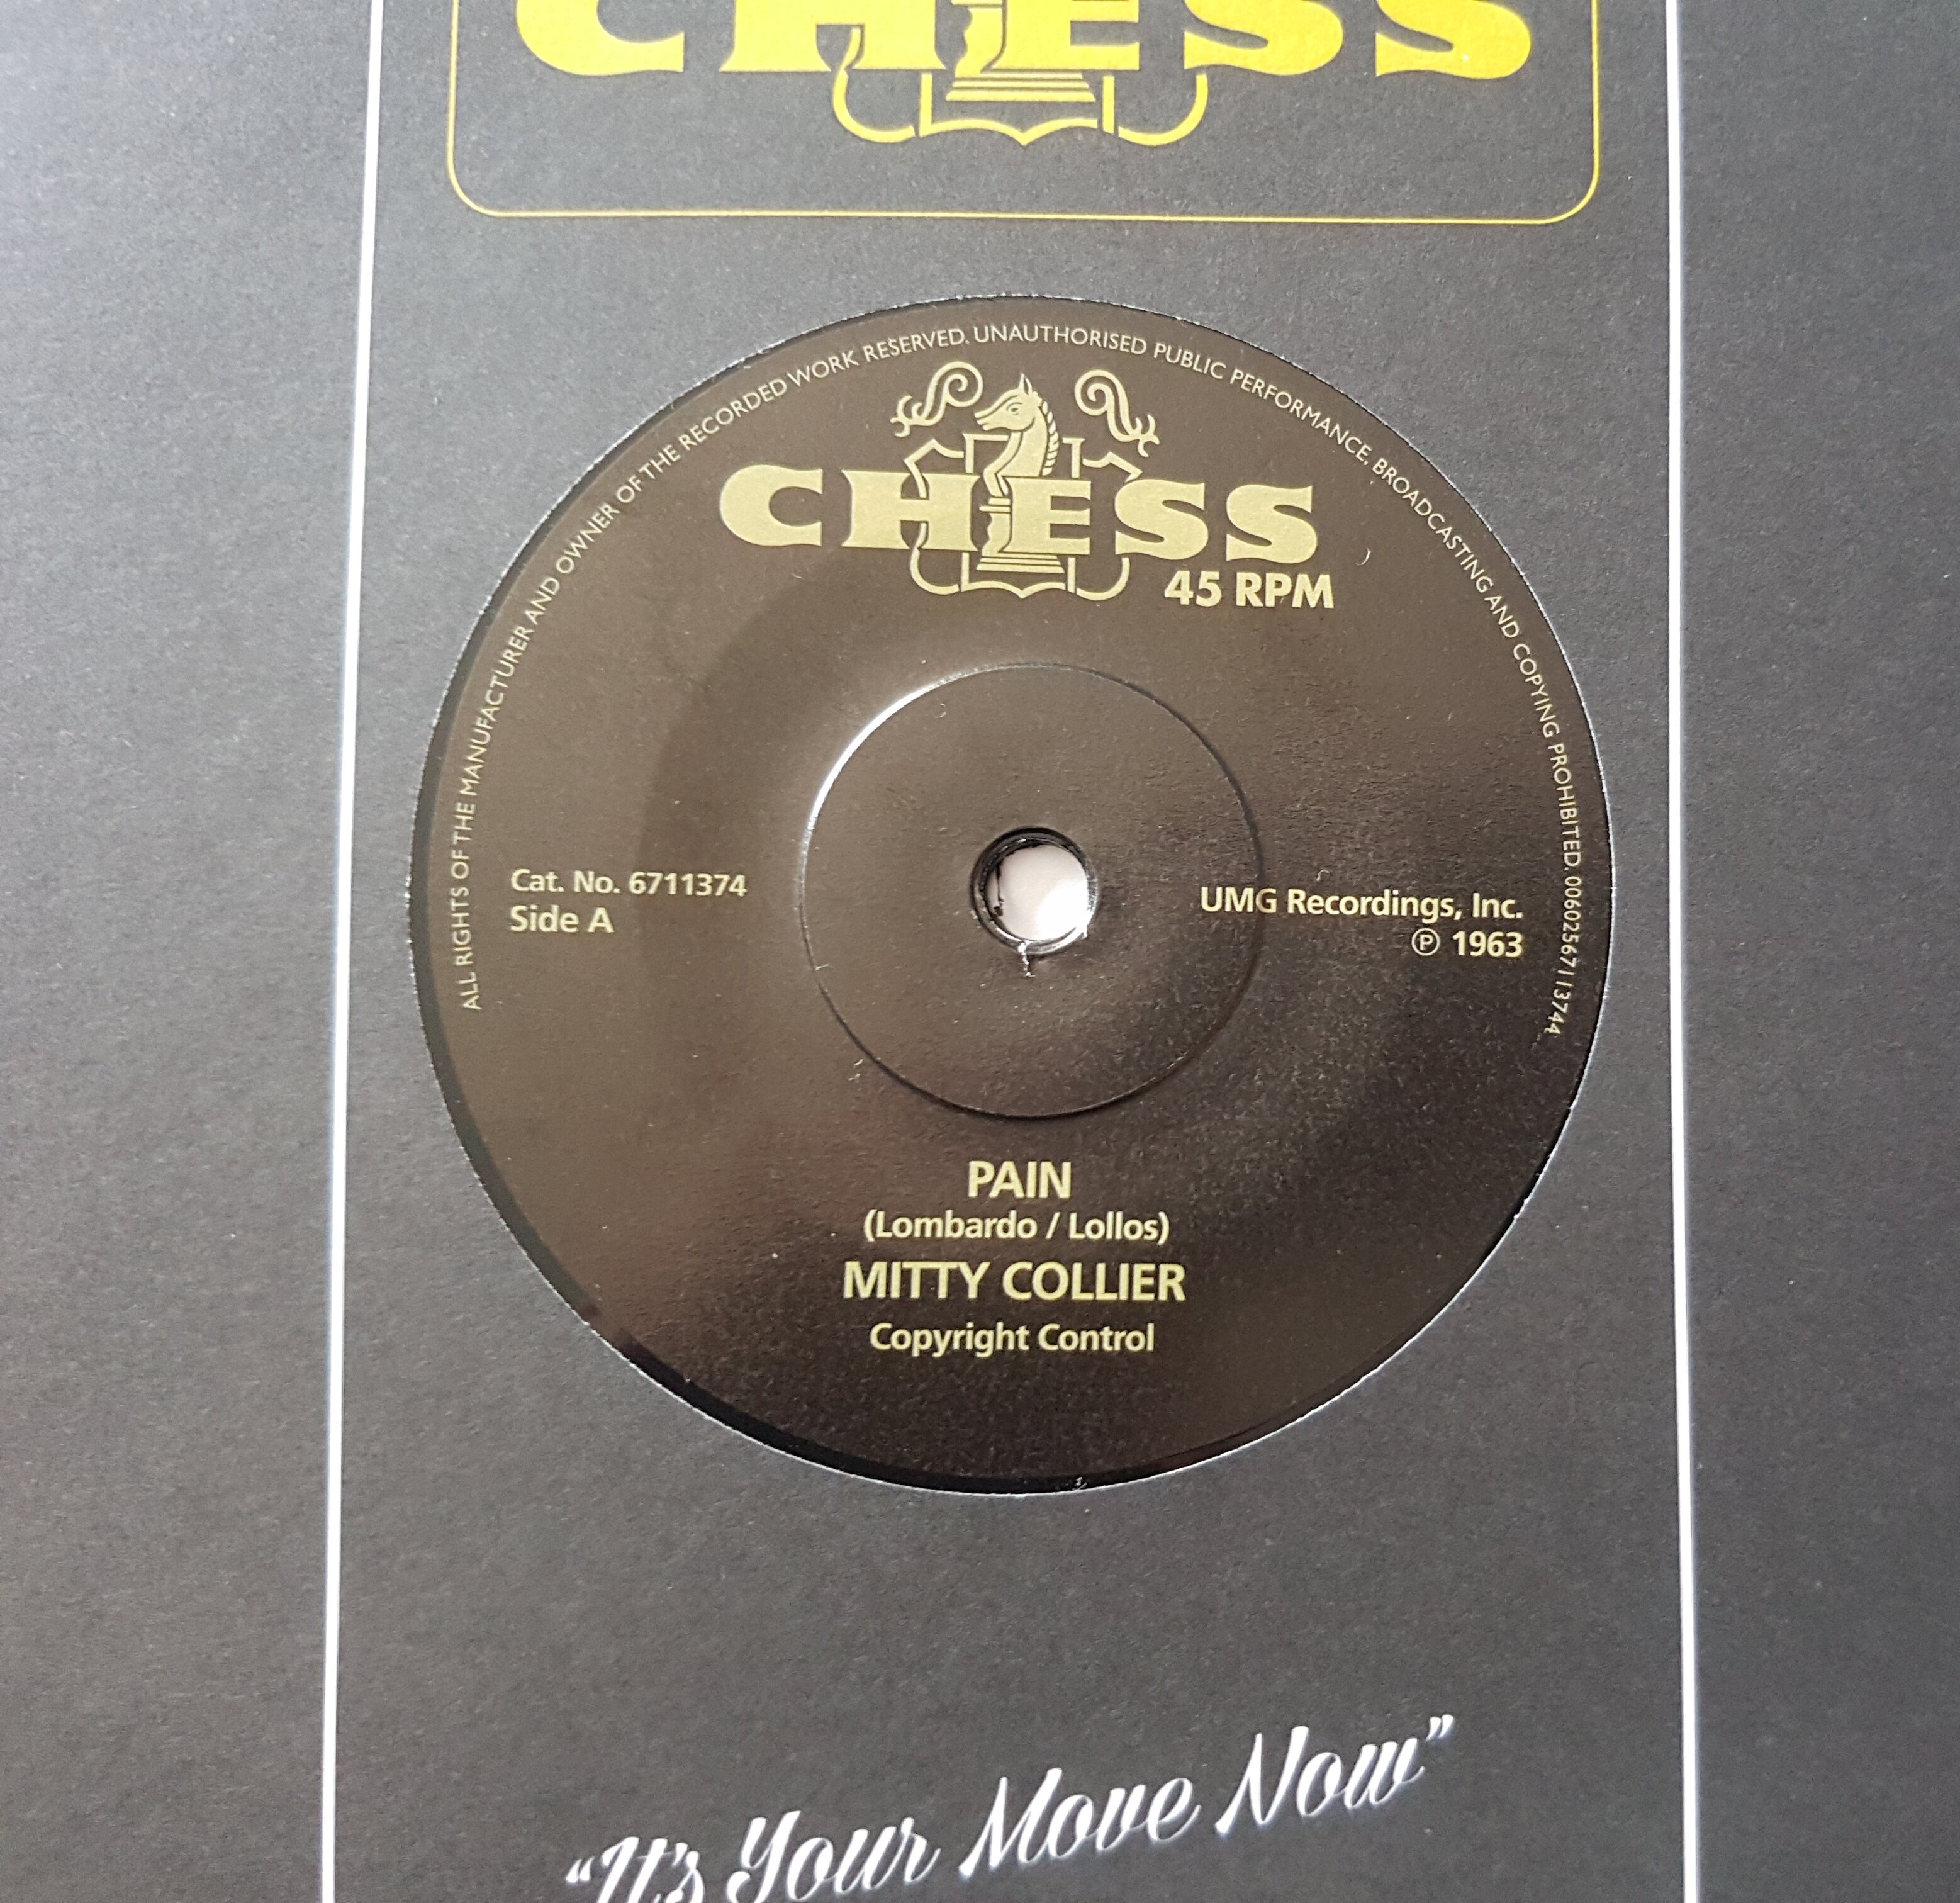 CHESS
ALL RIGHTS OF THE MANUFACTURER AND OWNER OF THE RECORDED WORK RESERVED. UNAUTHORISED PUBLIC PERFORMANCE, BROADCASTING AND COPYING PROHIBITED. 00602567113744
CHESS
45 RPM
Cat. No. 6711374
Side A
UMG Recordings, Inc.
℗ 1963
PAIN
(Lombardo / Lollos)
MITTY COLLIER
Copyright Control
“It's Your Move Now”